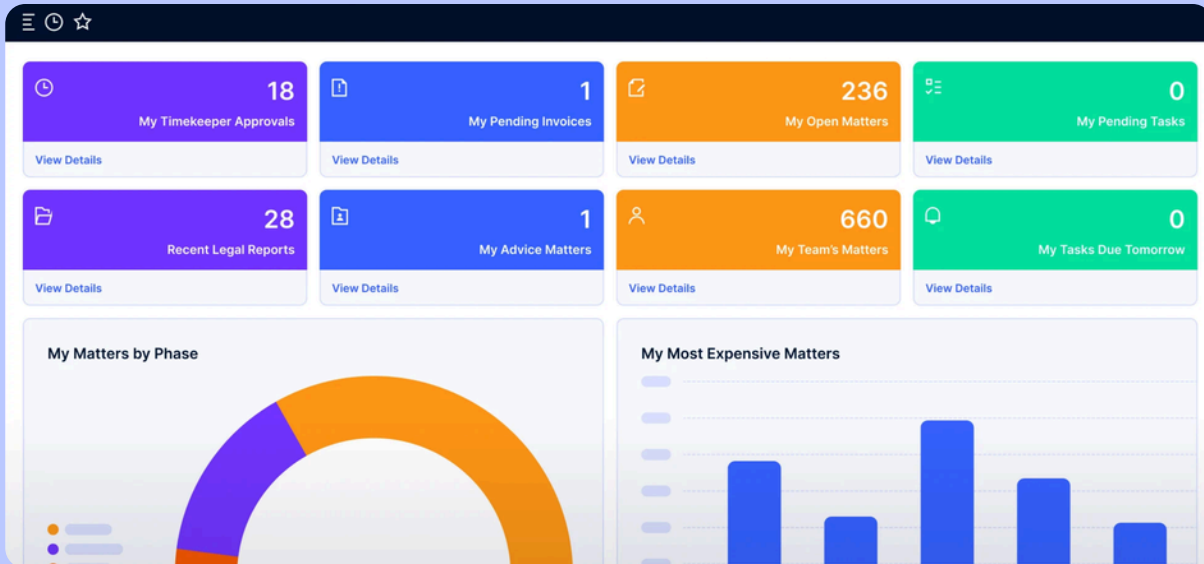 18
My Timekeeper Approvals
View Details
1
My Pending Invoices
View Details
236
My Open Matters
View Details
0
My Pending Tasks
View Details
28
Recent Legal Reports
View Details
1
My Advice Matters
View Details
660
My Team's Matters
View Details
0
My Tasks Due Tomorrow
View Details
My Matters by Phase
My Most Expensive Matters